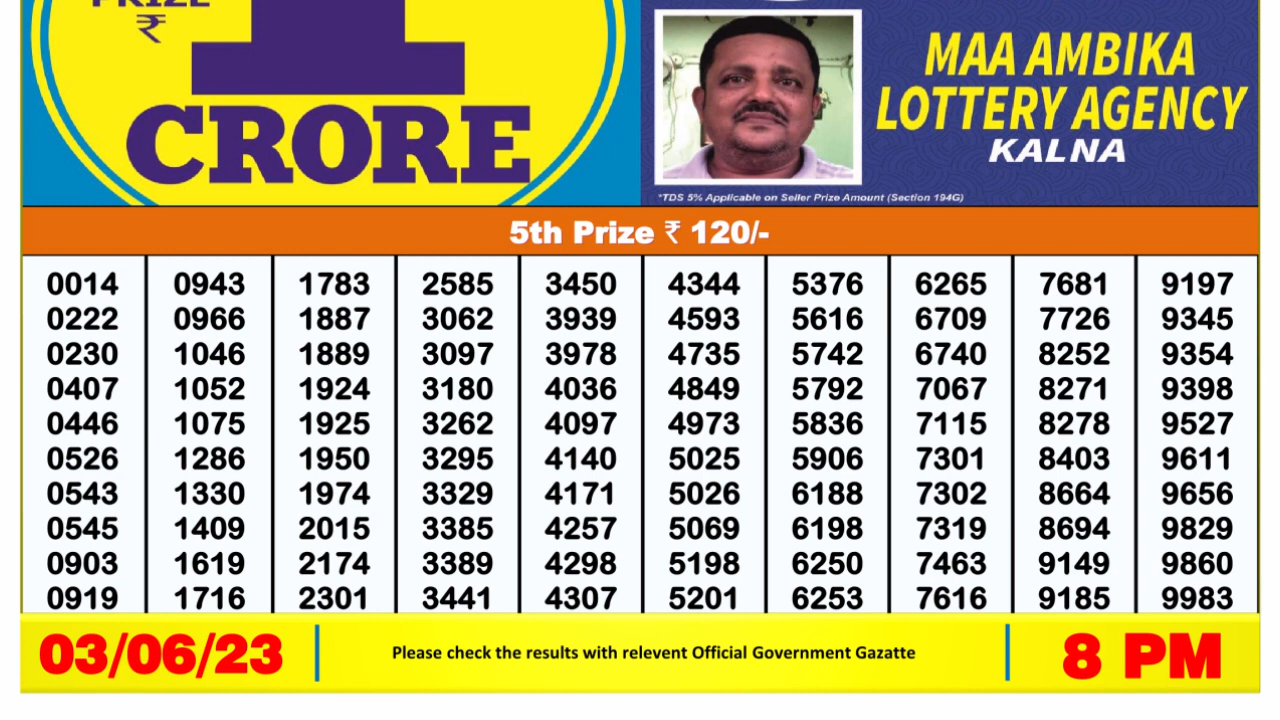 PRIZE
₹
1
CRORE
MAA AMBIKA
LOTTERY AGENCY
KALNA
*TDS 5% Applicable on Seller Prize Amount (Section 194G)
5th Prize ₹ 120/-
0014 0943 1783 2585 3450 4344 5376 6265 7681 9197
0222 0966 1887 3062 3939 4593 5616 6709 7726 9345
0230 1046 1889 3097 3978 4735 5742 6740 8252 9354
0407 1052 1924 3180 4036 4849 5792 7067 8271 9398
0446 1075 1925 3262 4097 4973 5836 7115 8278 9527
0526 1286 1950 3295 4140 5025 5906 7301 8403 9611
0543 1330 1974 3329 4171 5026 6188 7302 8664 9656
0545 1409 2015 3385 4257 5069 6198 7319 8694 9829
0903 1619 2174 3389 4298 5198 6250 7463 9149 9860
0919 1716 2301 3441 4307 5201 6253 7616 9185 9983
03/06/23
Please check the results with relevent Official Government Gazatte
8 PM